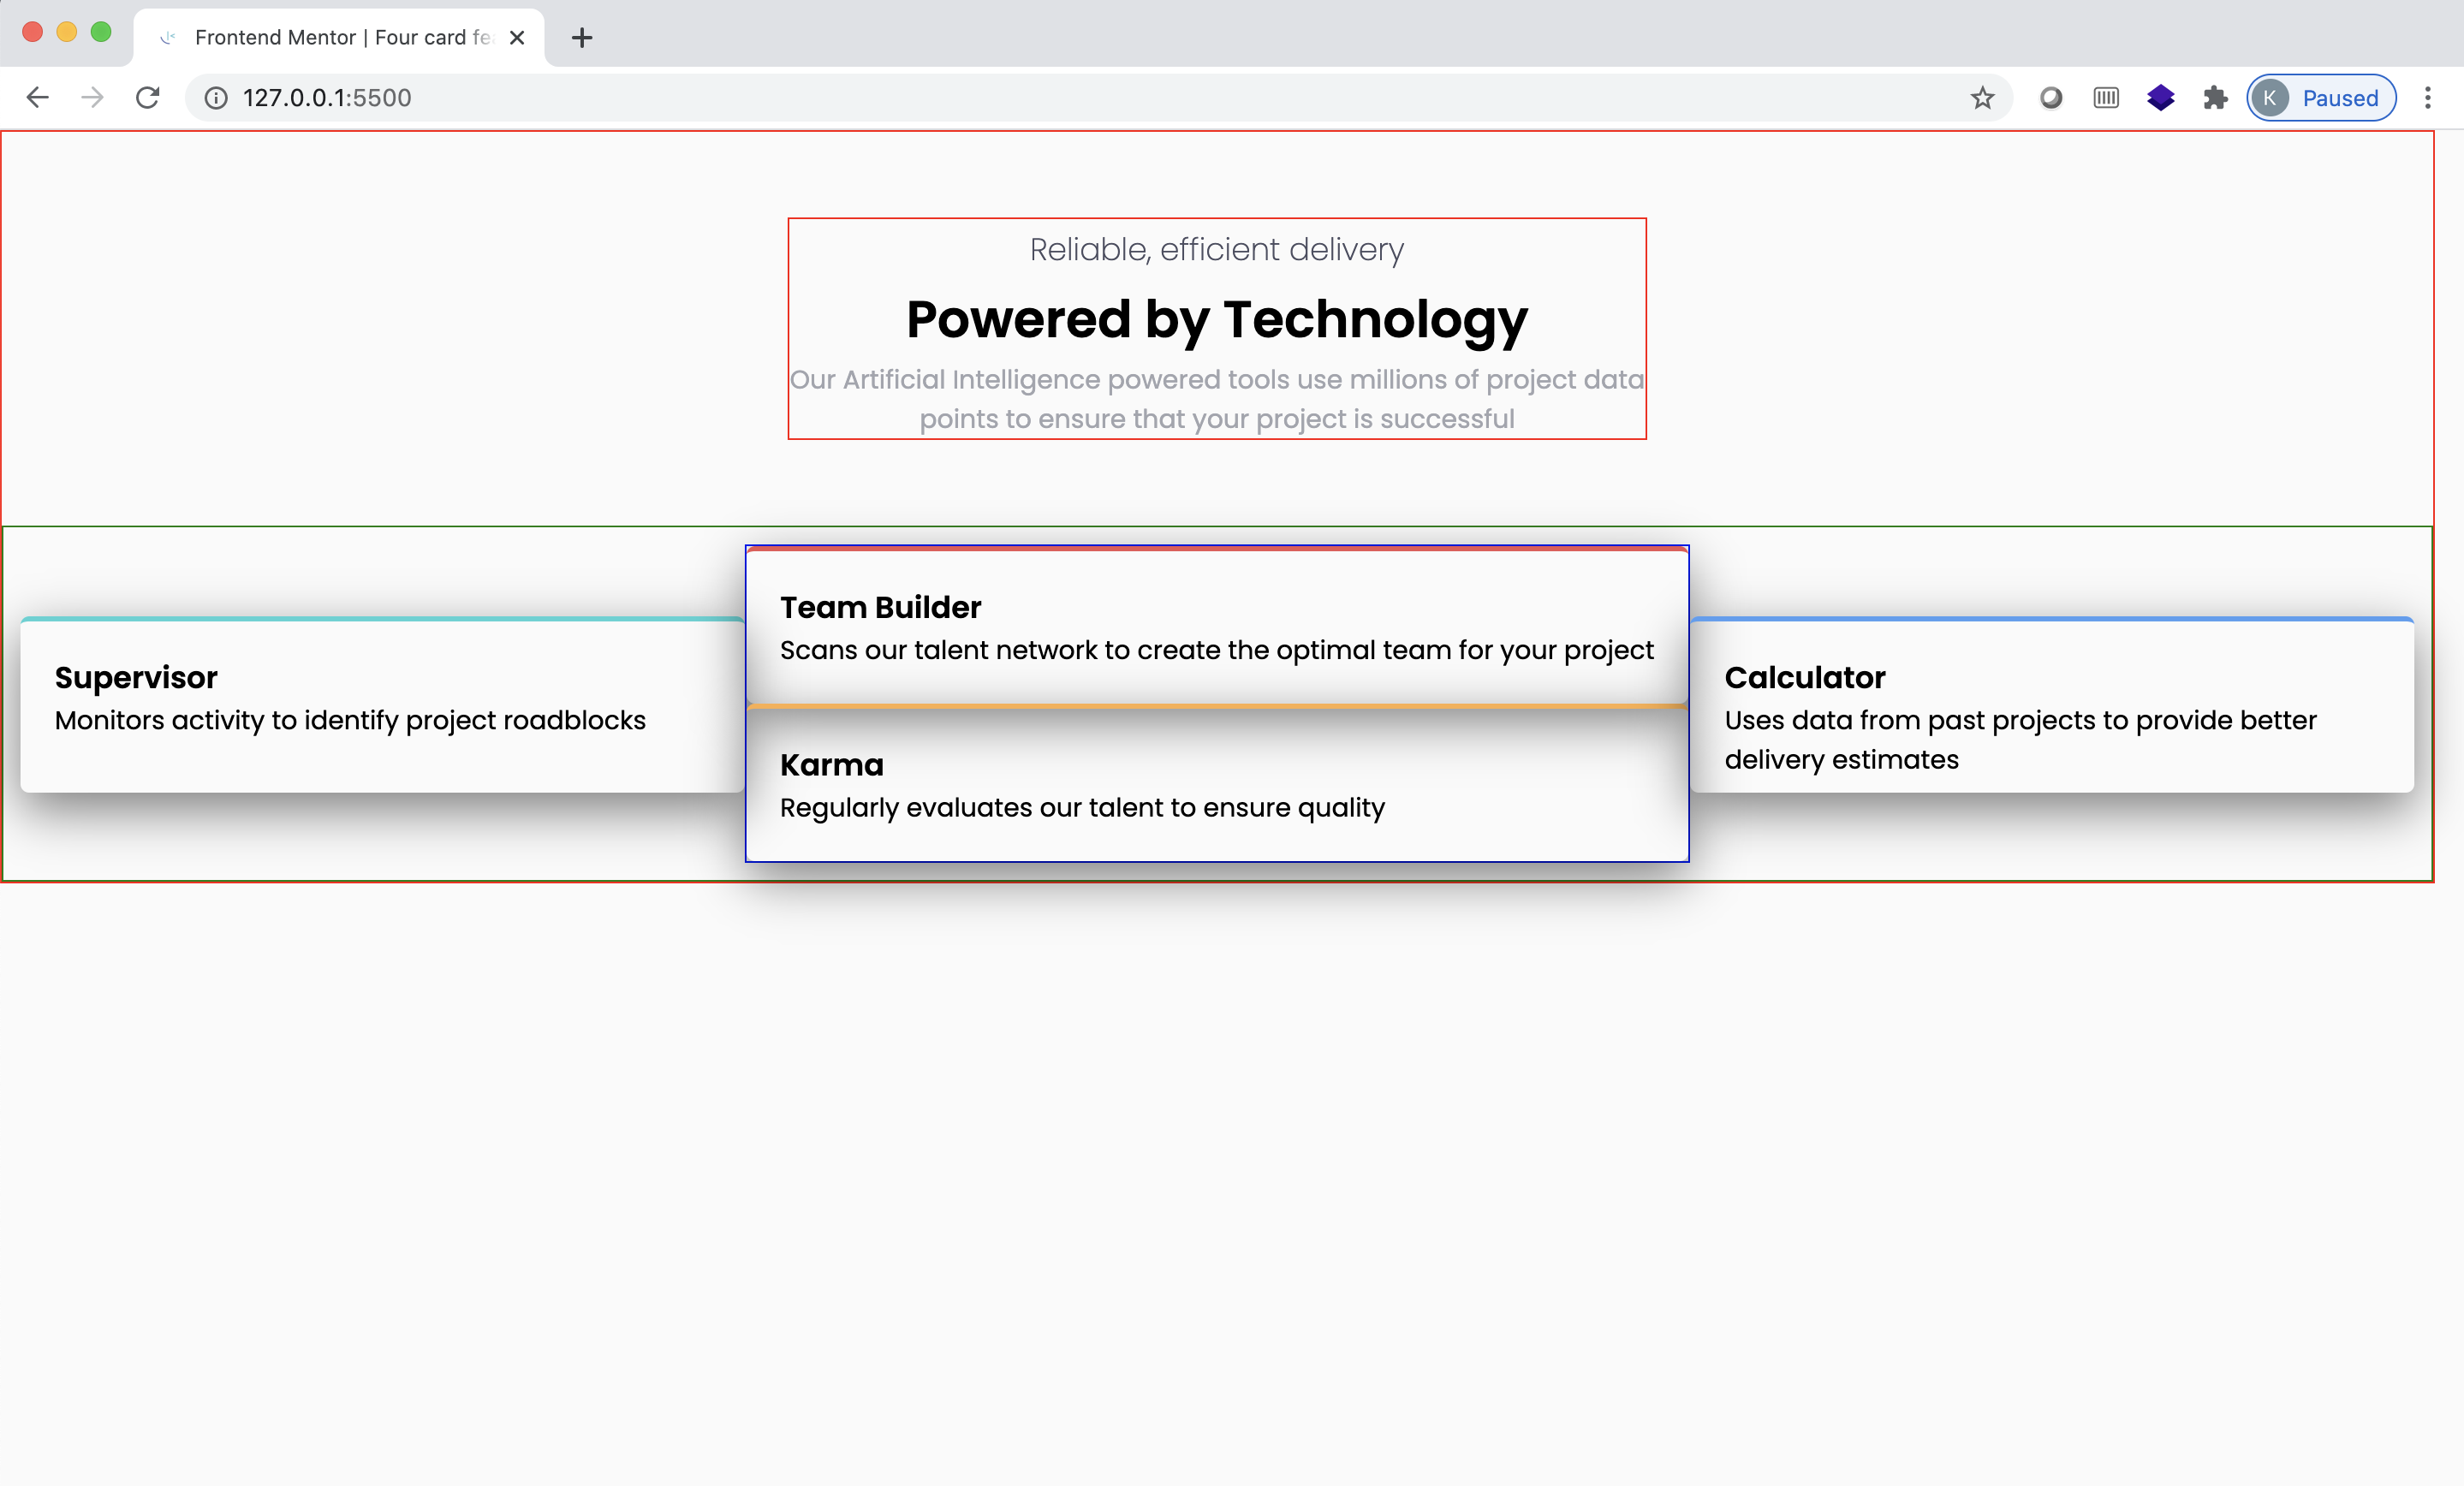 Frontend Mentor | Four card fe
127.0.0.1:5500
K
Paused
Reliable, efficient delivery
Powered by Technology
Our Artificial Intelligence powered tools use millions of project data
points to ensure that your project is successful
Supervisor
Monitors activity to identify project roadblocks
Team Builder
Scans our talent network to create the optimal team for your project
Karma
Regularly evaluates our talent to ensure quality
Calculator
Uses data from past projects to provide better
delivery estimates